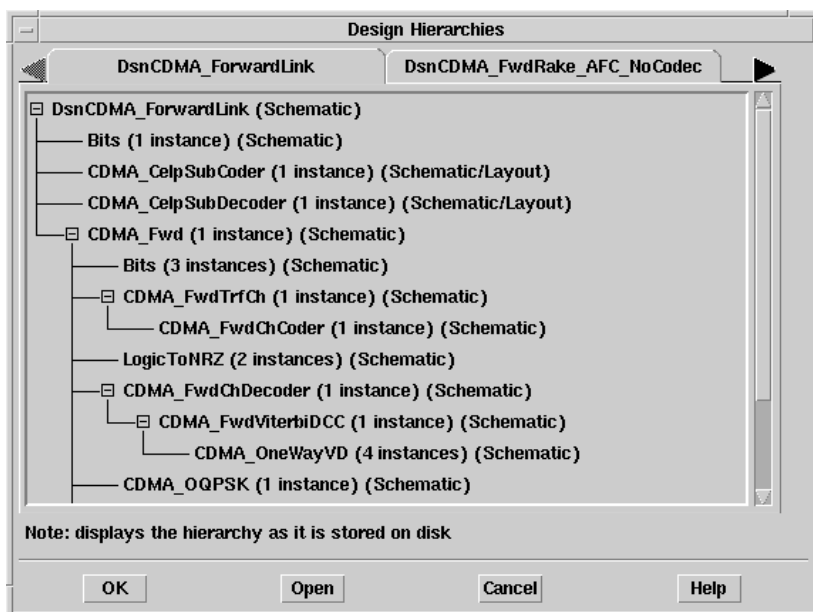 Design Hierarchies
DsnCDMA_ForwardLink DsnCDMA_FwdRake_AFC_NoCodec
DsnCDMA_ForwardLink (Schematic)
Bits (1 instance) (Schematic)
CDMA_CelpSubCoder (1 instance) (Schematic/Layout)
CDMA_CelpSubDecoder (1 instance) (Schematic/Layout)
CDMA_Fwd (1 instance) (Schematic)
Bits (3 instances) (Schematic)
CDMA_FwdTrfCh (1 instance) (Schematic)
CDMA_FwdChCoder (1 instance) (Schematic)
LogicToNRZ (2 instances) (Schematic)
CDMA_FwdChDecoder (1 instance) (Schematic)
CDMA_FwdViterbiDCC (1 instance) (Schematic)
CDMA_OneWayVD (4 instances) (Schematic)
CDMA_OQPSK (1 instance) (Schematic)
Note: displays the hierarchy as it is stored on disk
OK Open Cancel Help